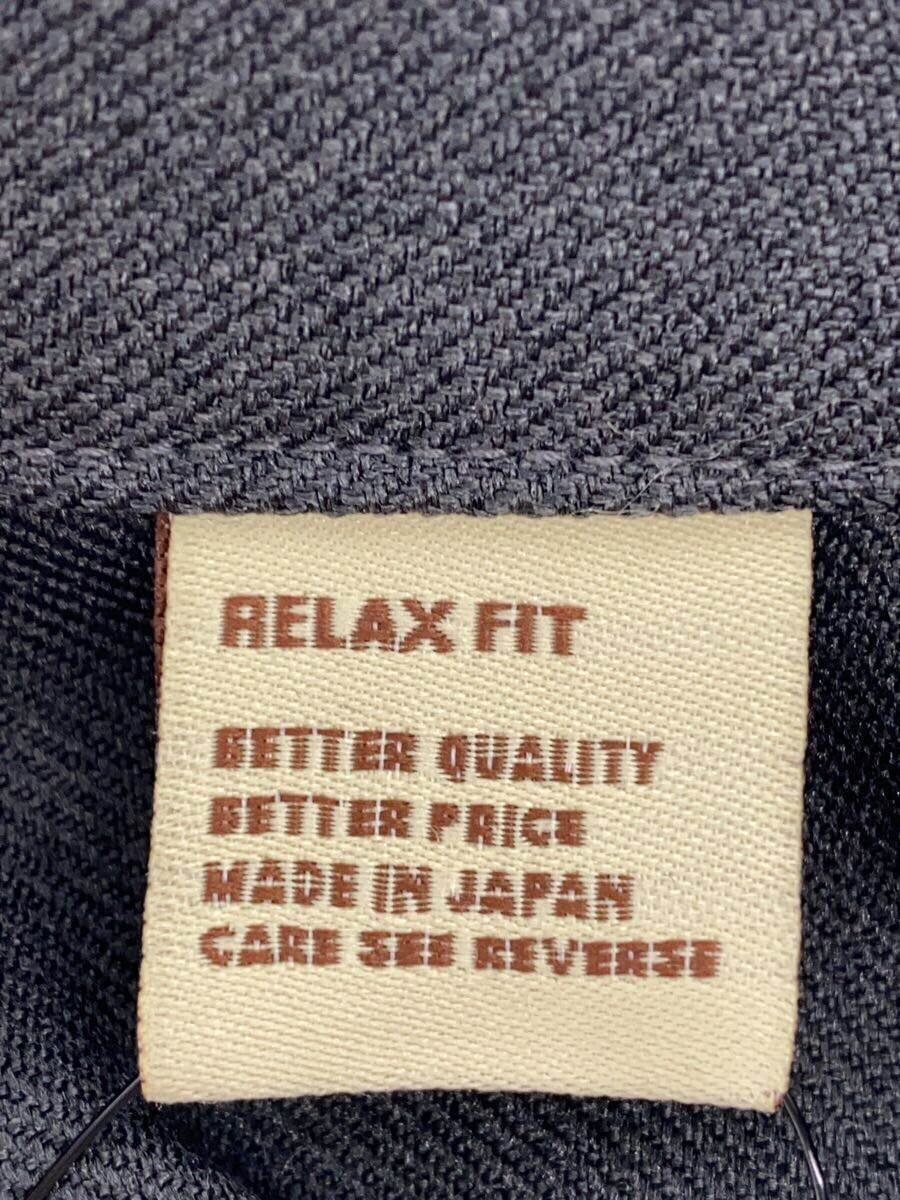 RELAX FIT
BETTER QUALITY
BETTER PRICE
MADE IN JAPAN
CARE SEE REVERSE